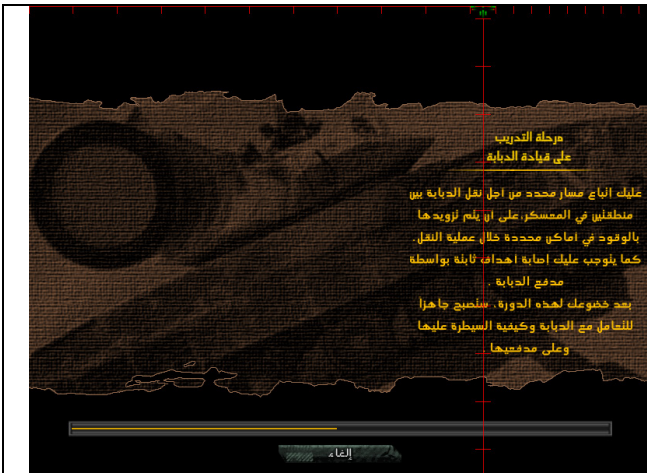 مرحلة التدريب
على قيادة الدبابة
عليك اتباع مسار محدد من اجل نقل الدبابة بين
منطقتين في المعسكر، على ان يتم تزويدها
بالوقود في اماكن محددة خلال عملية النقل.
كما يتوجب عليك اصابة اهداف ثابتة بواسطة
مدفع الدبابة .
بعد خضوعك لهذه الدورة، ستصبح جاهزا
للتعامل مع الدبابة وكيفية السيطرة عليها
وعلى مدفعيها .
إلغاء